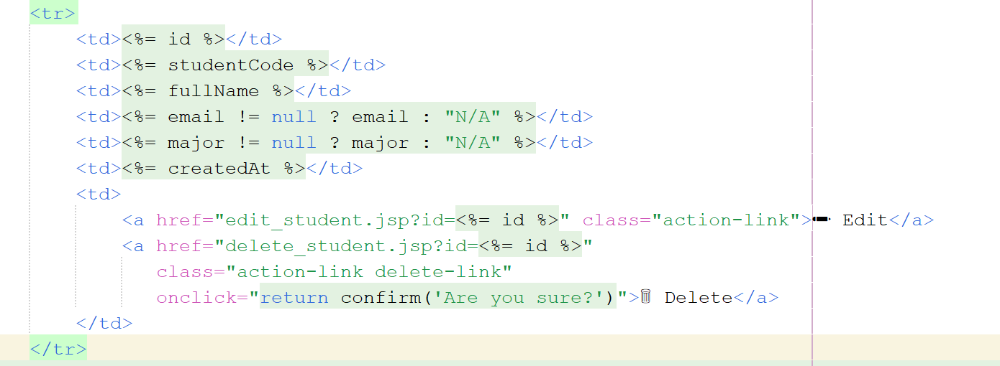 <tr>
<td><%= id %></td>
<td><%= studentCode %></td>
<td><%= fullName %></td>
<td><%= email != null ? email : "N/A" %></td>
<td><%= major != null ? major : "N/A" %></td>
<td><%= createdAt %></td>
<td>
<a href="edit_student.jsp?id=<%= id %>" class="action-link">✏️ Edit</a>
<a href="delete_student.jsp?id=<%= id %>"
class="action-link delete-link"
onclick="return confirm('Are you sure?')">🗑️ Delete</a>
</td>
</tr>